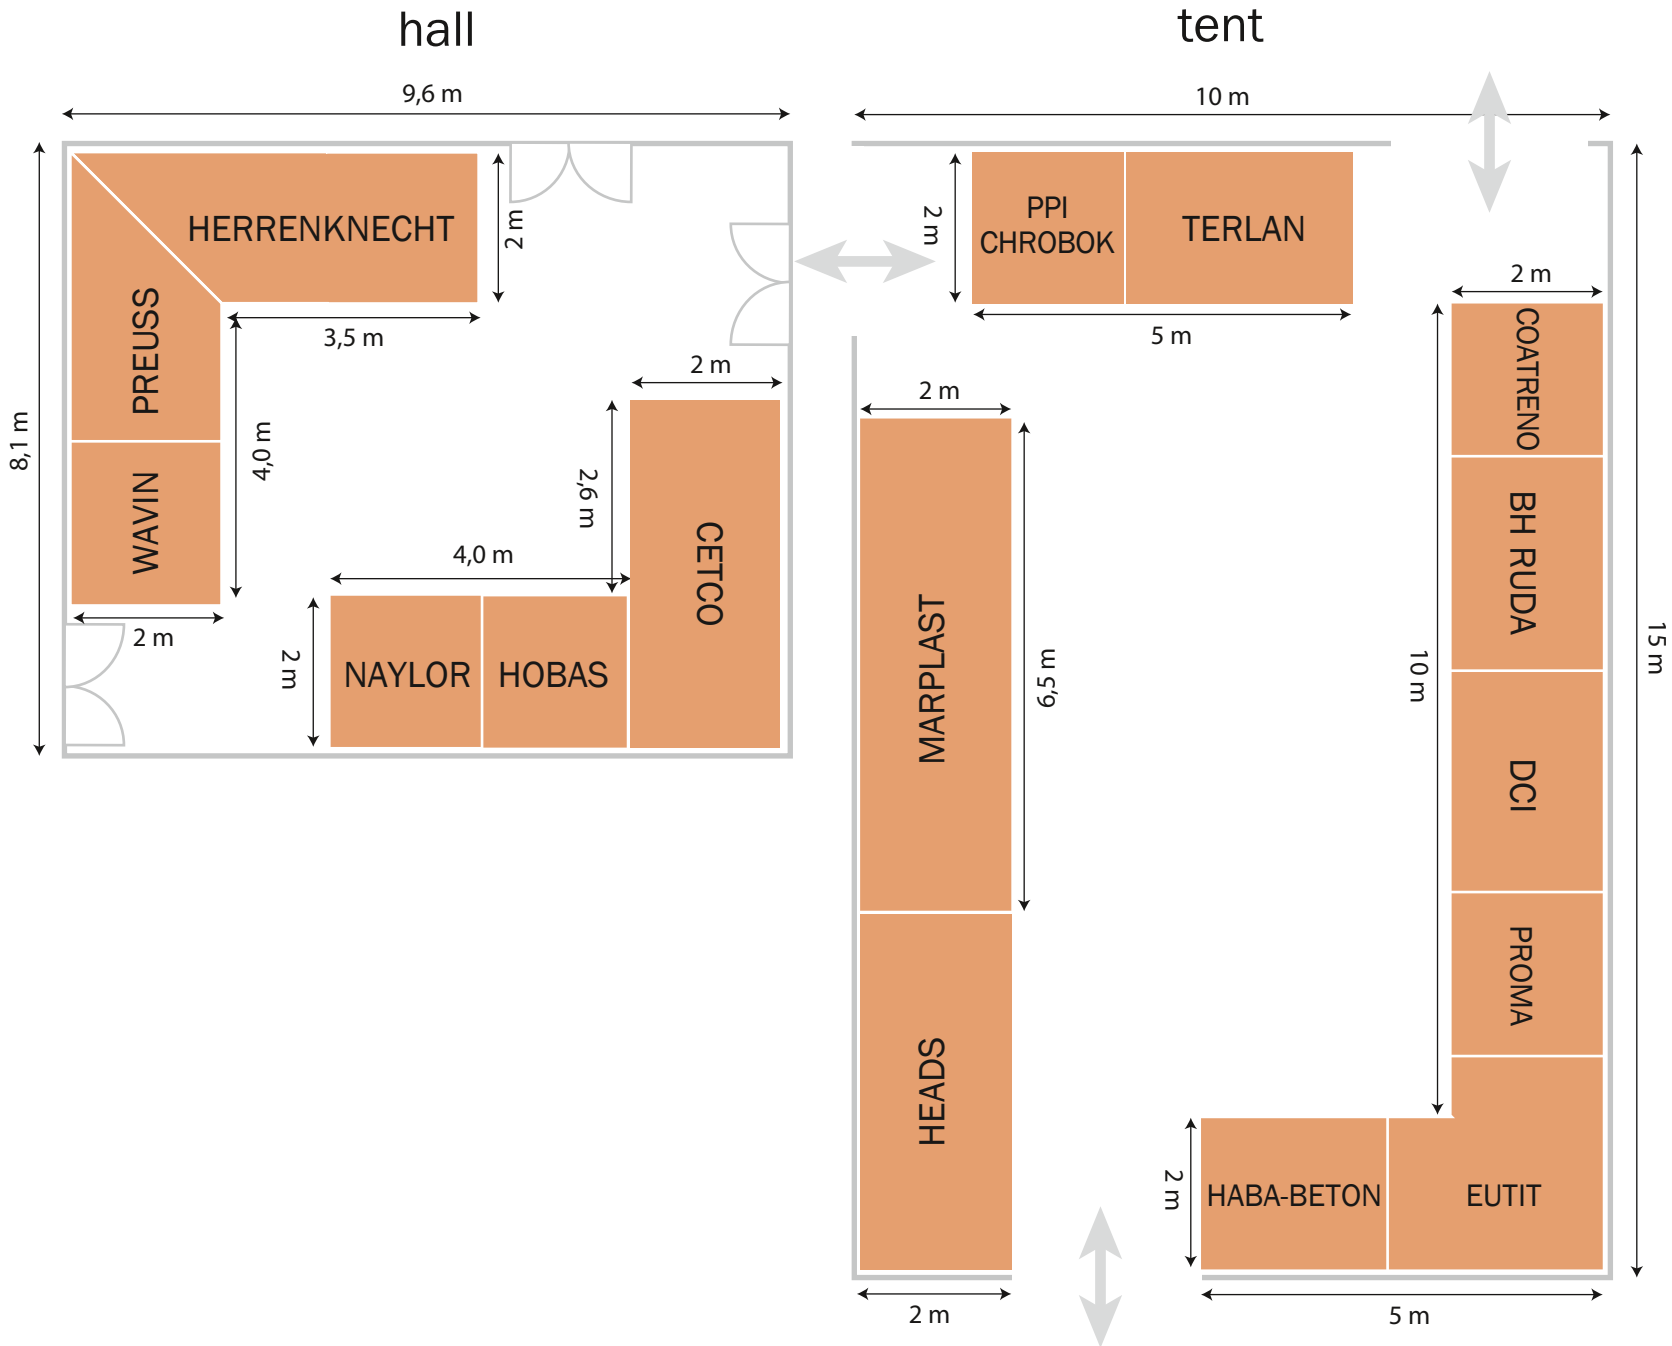 hall
tent
9,6 m
10 m
HERRENKNECHT
2 m
3,5 m
PREUSS
WAVIN
4,0 m
8,1 m
2 m
2 m
2,6 m
CETCO
4,0 m
2 m
NAYLOR
HOBAS
2 m
PPI
CHROBOK
TERLAN
5 m
2 m
COATRENO
BH RUDA
DCI
PROMA
10 m
15 m
2 m
MARPLAST
6,5 m
HEADS
2 m
2 m
HABA-BETON
EUTIT
5 m